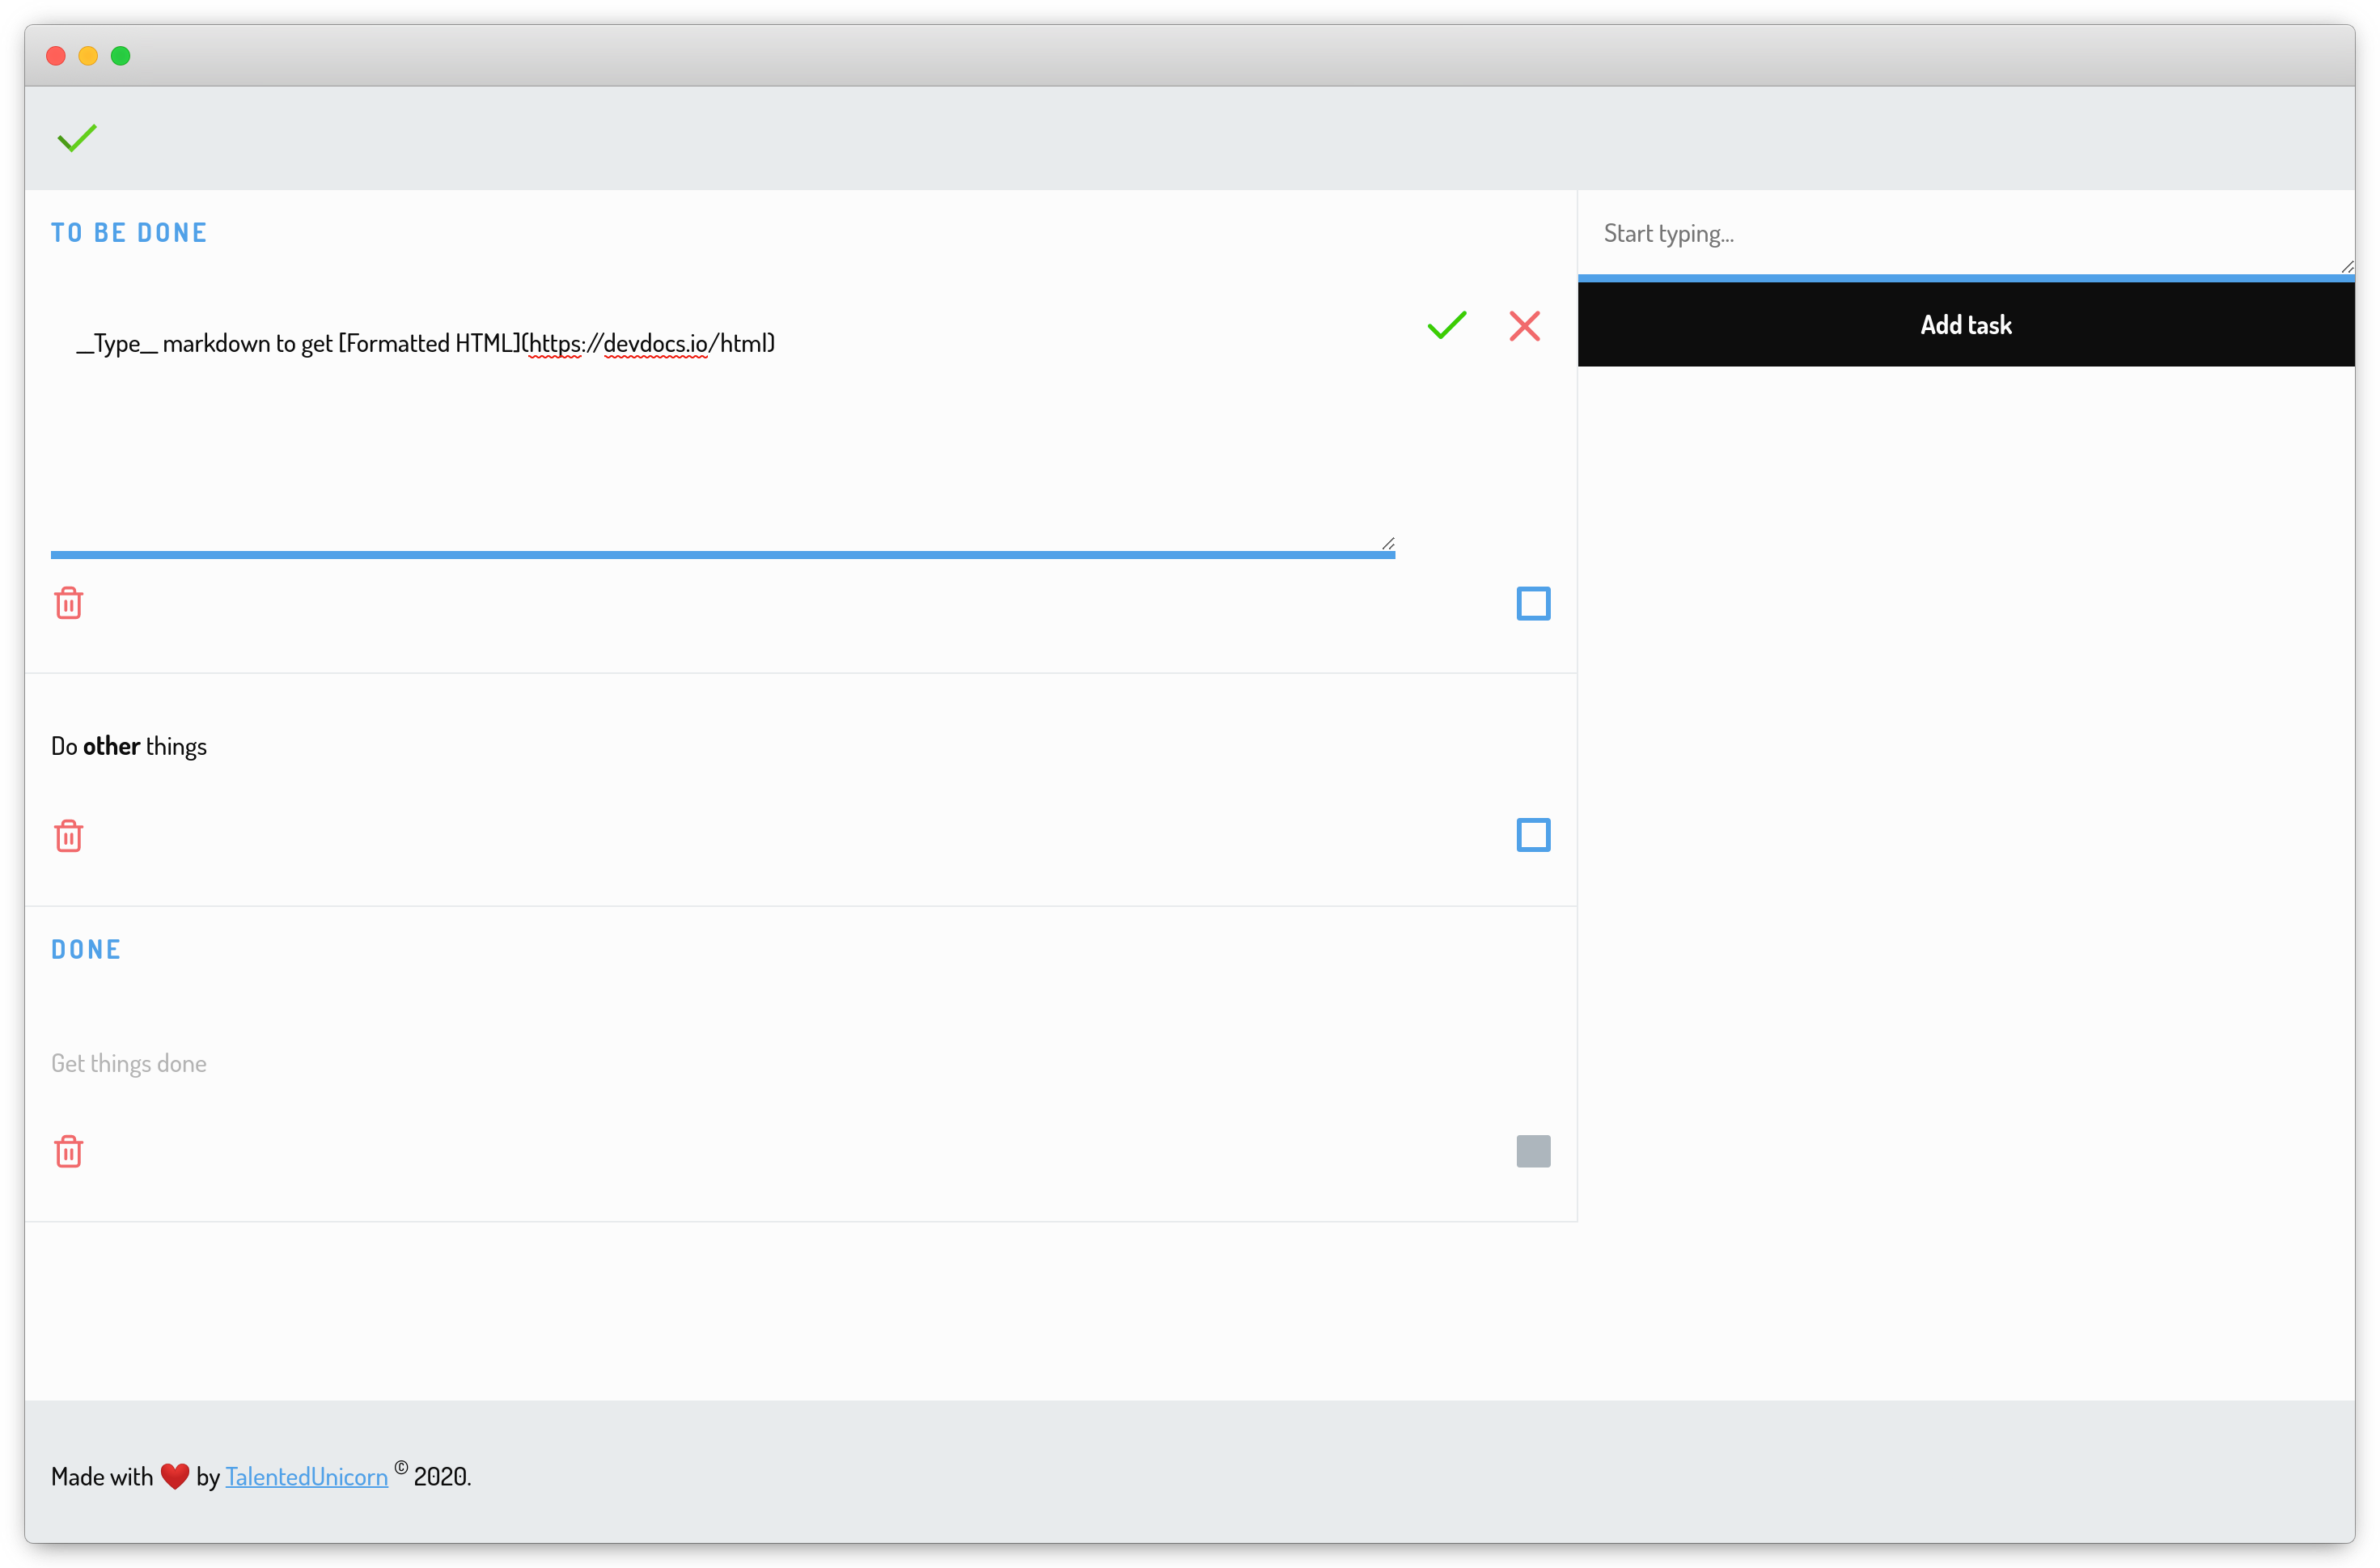 TO BE DONE
__Type__ markdown to get [Formatted HTML](https://devdocs.io/html)
Do other things
DONE
Get things done
Start typing...
Add task
Made with ❤️ by TalentedUnicorn © 2020.